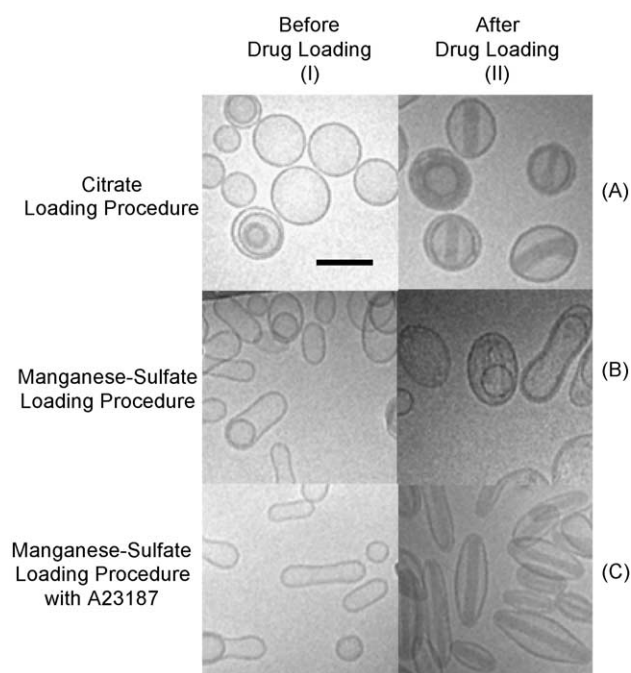 Before
Drug Loading
(I)
After
Drug Loading
(II)
Citrate
Loading Procedure
(A)
Manganese-Sulfate
Loading Procedure
(B)
Manganese-Sulfate
Loading Procedure
with A23187
(C)